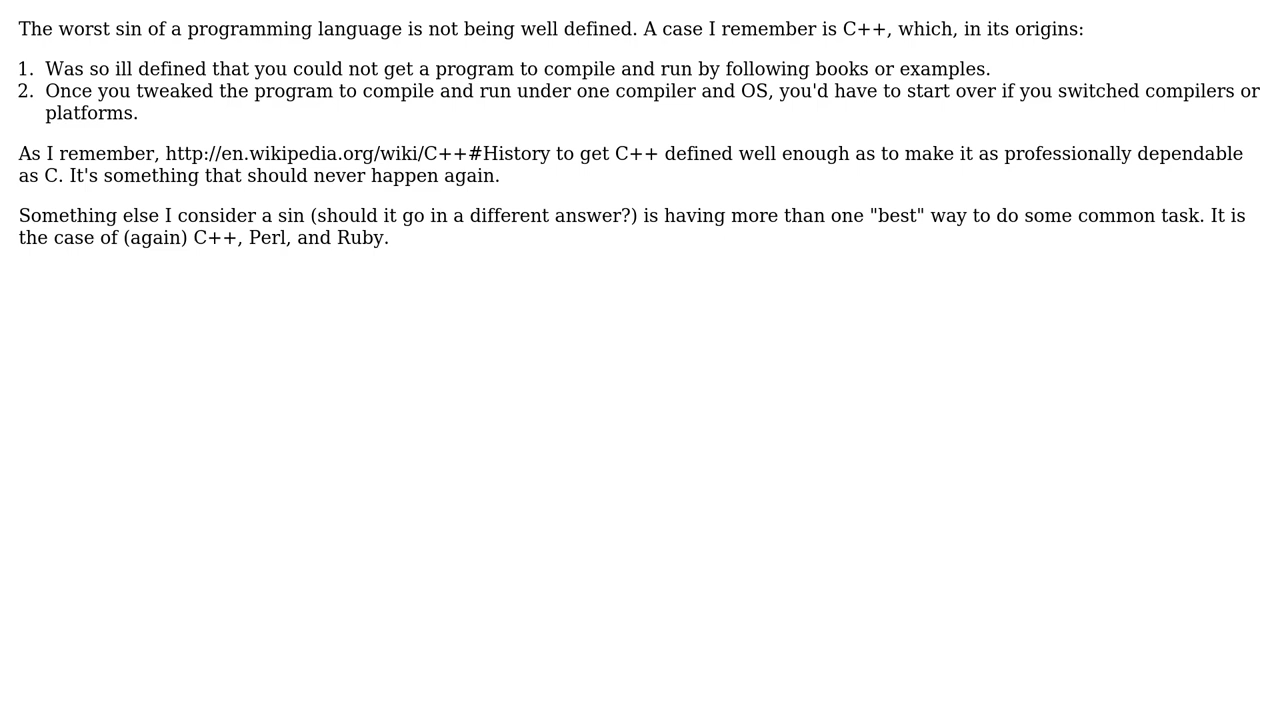 The worst sin of a programming language is not being well defined. A case I remember is C++, which, in its origins:
1. Was so ill defined that you could not get a program to compile and run by following books or examples.
2. Once you tweaked the program to compile and run under one compiler and OS, you'd have to start over if you switched compilers or
platforms.
As I remember, http://en.wikipedia.org/wiki/C++#History to get C++ defined well enough as to make it as professionally dependable
as C. It's something that should never happen again.
Something else I consider a sin (should it go in a different answer?) is having more than one "best" way to do some common task. It is
the case of (again) C++, Perl, and Ruby.